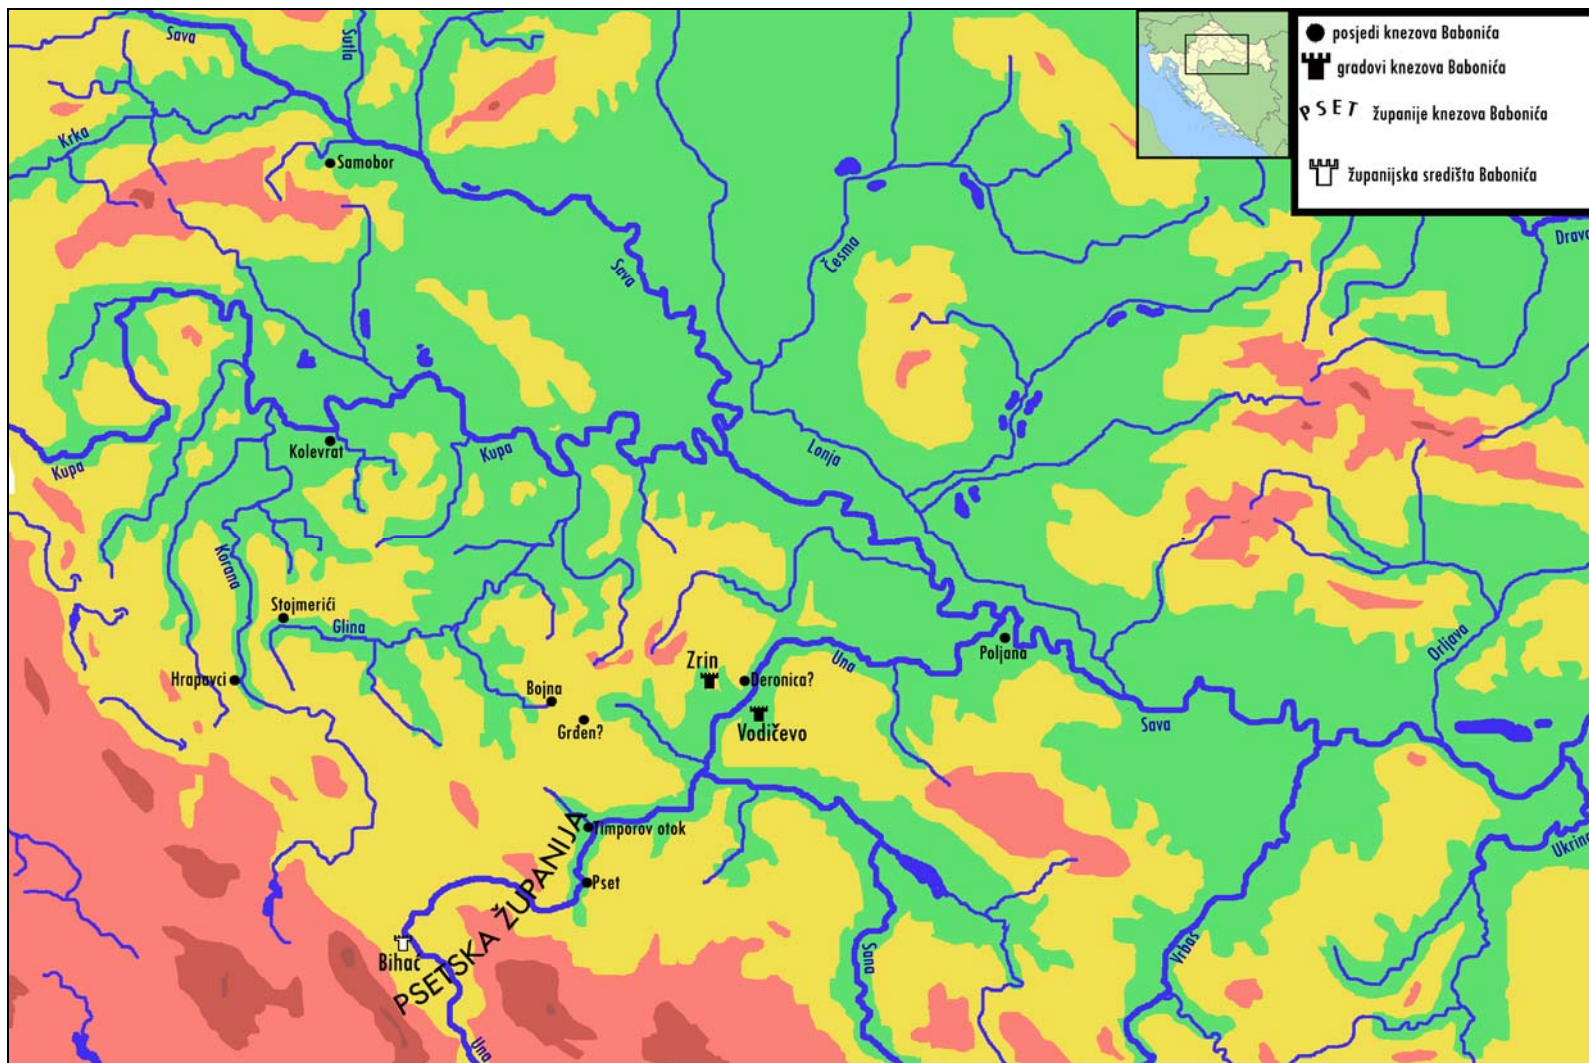 Sava
Sutla
posjedi knezova Babonića
gradovi knezova Babonića
PSET županije knezova Babonića
županijska središta Babonića
Krka
Samobor
Drava
Sava
Česma
Kolevrat
Kupa
Kupa
Lonja
Korana
Stojmerići
Glina
Hrapavci
Bojna
Grđen?
Zrin
Deronica?
Vodičevo
Una
Poljana
Orljava
Sava
Timporov otok
Pset
PSETSKA ŽUPANIJA
Bihać
Una
Sana
Vrbas
Ukrina